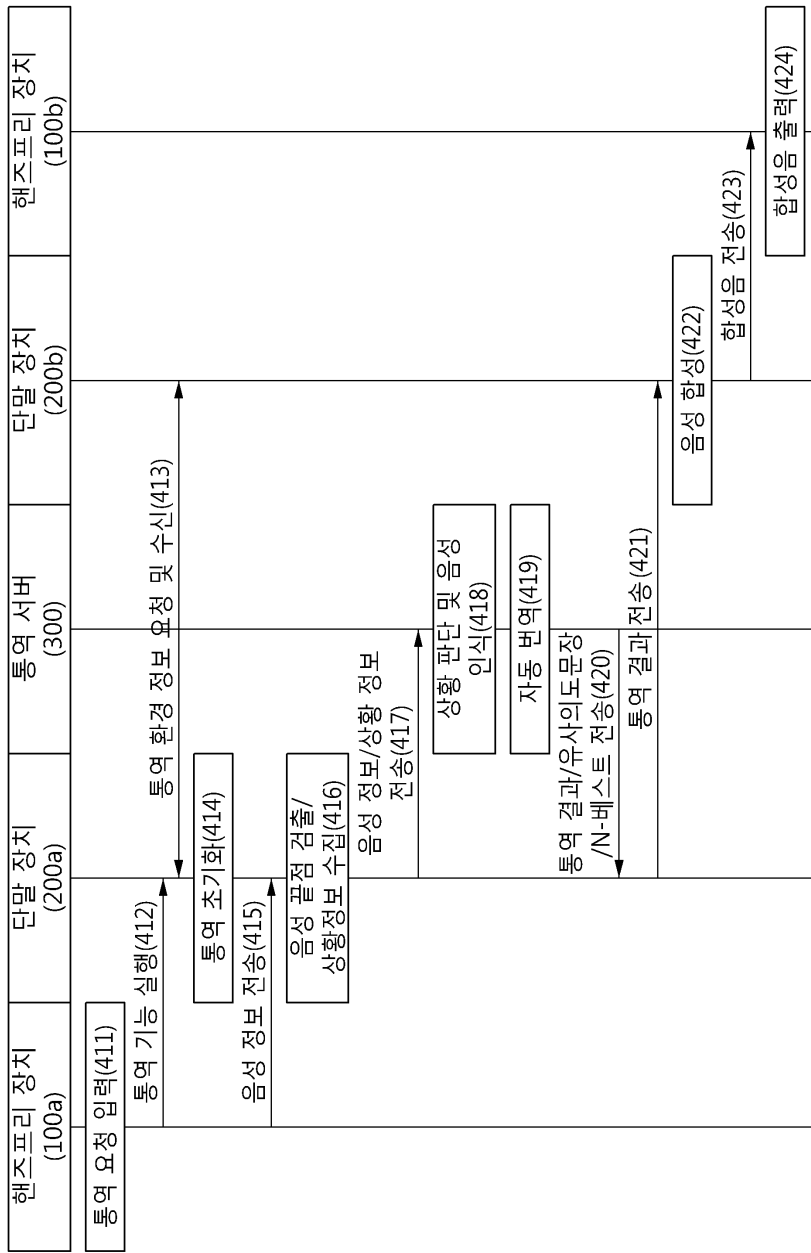 핸즈프리 장치
(100a)
단말 장치
(200a)
통역 서버
(300)
단말 장치
(200b)
핸즈프리 장치
(100b)
통역 요청 입력(411)
통역 기능 실행(412)
통역 환경 정보 요청 및 수신(413)
통역 초기화(414)
음성 정보 전송(415)
음성 끝점 검출/
상황정보 수집(416)
음성 정보/상황 정보
전송(417)
상황 판단 및 음성
인식(418)
자동 번역(419)
통역 결과/유사의도문장
/N-베스트 전송(420)
통역 결과 전송(421)
음성 합성(422)
합성음 전송(423)
합성음 출력(424)